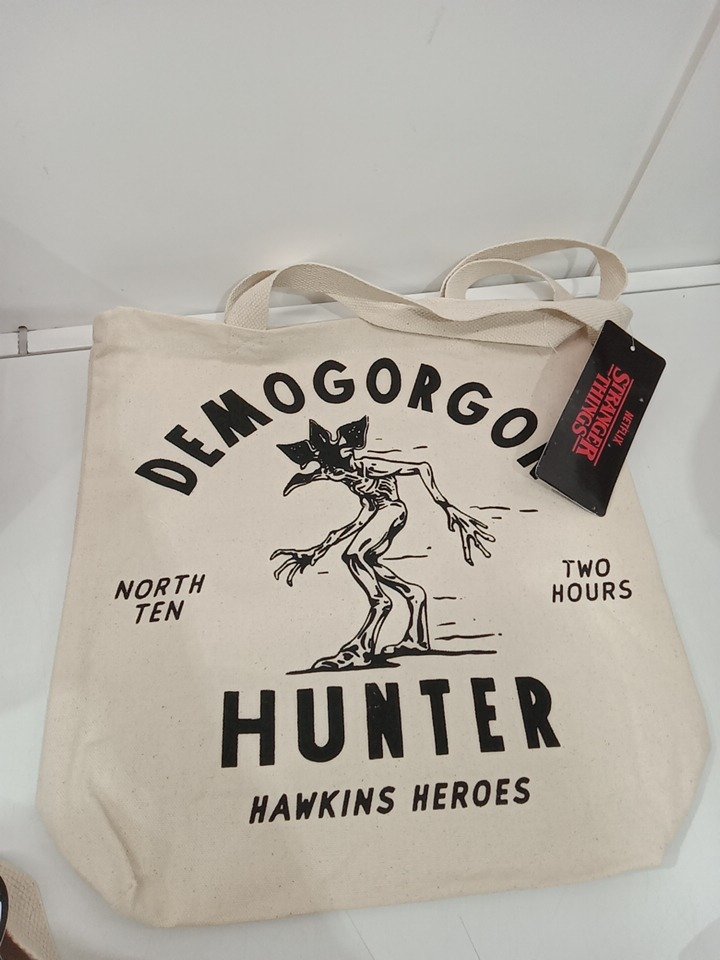 DEMOGORGON
NETFLIX
STRANGER
THINGS
NORTH
TEN
TWO
HOURS
HUNTER
HAWKINS HEROES